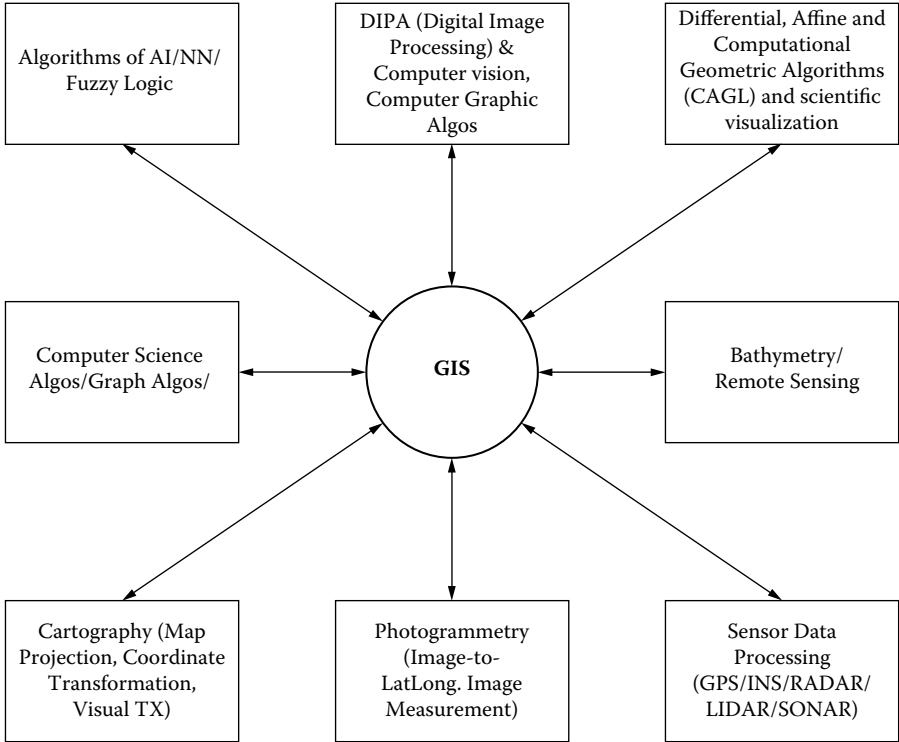 Algorithms of AI/NN/
Fuzzy Logic
DIPA (Digital Image
Processing) &
Computer vision,
Computer Graphic
Algos
Differential, Affine and
Computational
Geometric Algorithms
(CAGL) and scientific
visualization
Computer Science
Algos/Graph Algos/
GIS
Bathymetry/
Remote Sensing
Cartography (Map
Projection, Coordinate
Transformation,
Visual TX)
Photogrammetry
(Image-to-
LatLong. Image
Measurement)
Sensor Data
Processing
(GPS/INS/RADAR/
LIDAR/SONAR)